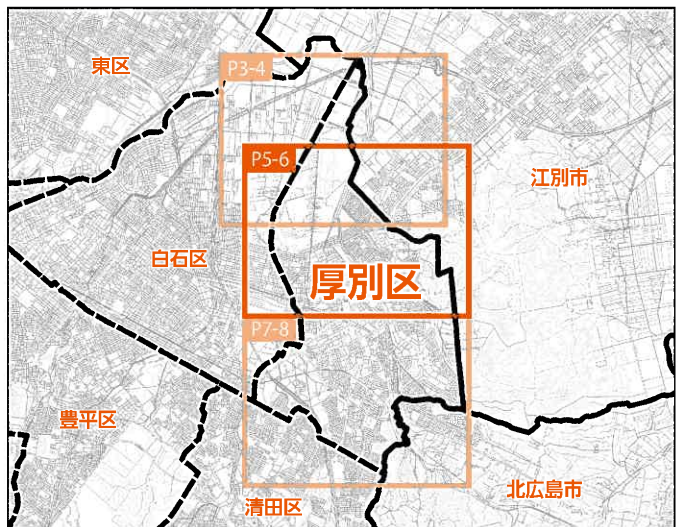 東区
P3-4
P5-6
江別市
白石区
厚別区
P7-8
豊平区
北広島市
清田区